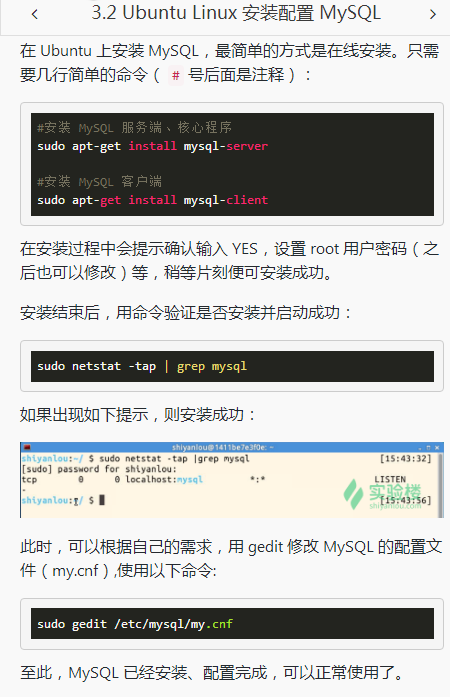 3.2 Ubuntu Linux 安装配置 MySQL
在 Ubuntu 上安装 MySQL，最简单的方式是在线安装。只需
要几行简单的命令（ # 号后面是注释）：
#安装 MySQL 服务端、核心程序
sudo apt-get install mysql-server
#安装 MySQL 客户端
sudo apt-get install mysql-client
在安装过程中会提示确认输入 YES，设置 root 用户密码（之
后也可以修改）等，稍等片刻便可安装成功。
安装结束后，用命令验证是否安装并启动成功：
sudo netstat -tap | grep mysql
如果出现如下提示，则安装成功：
shiyanlou@1411be7e3f0e: ~
shiyanlou:~/ $ sudo netstat -tap |grep mysql [15:43:32]
[sudo] password for shiyanlou:
tcp 0 0 localhost:mysql *:* LISTEN
-
shiyanlou:~/ $ [15:43:56]
实验楼
shiyanlou.com
此时，可以根据自己的需求，用 gedit 修改 MySQL 的配置文
件（my.cnf）,使用以下命令:
sudo gedit /etc/mysql/my.cnf
至此，MySQL 已经安装、配置完成，可以正常使用了。